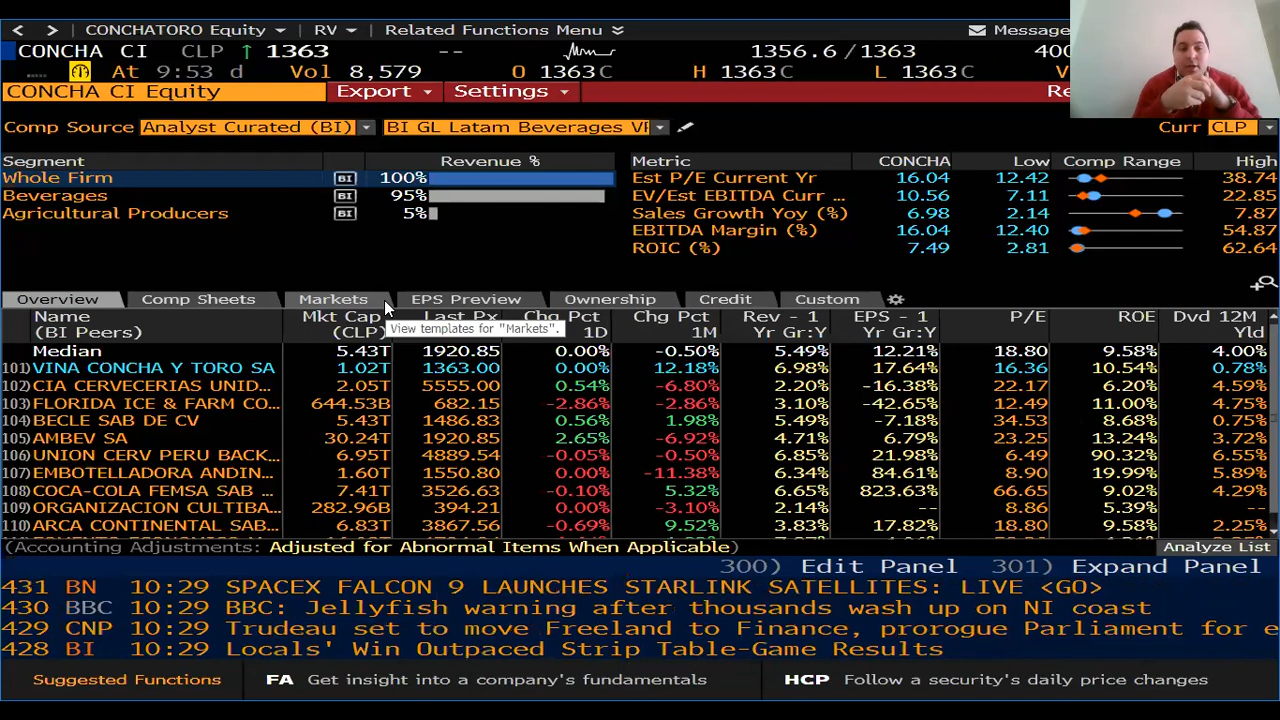 < > CONCHATORO Equity RV Related Functions Menu Message
CONCHA CI CLP ↑ 1363 -- 1356.6 /1363 400
At 9:53 d Vol 8,579 O 1363C H 1363C L 1363C V
CONCHA CI Equity Export Settings Re
Comp Source Analyst Curated (BI) BI GL Latam Beverages VP Curr CLP
Segment Revenue % Metric CONCHA Low Comp Range High
Whole Firm BI 100% Est P/E Current Yr 16.04 12.42 38.74
Beverages BI 95% EV/Est EBITDA Curr ... 10.56 7.11 22.85
Agricultural Producers BI 5% Sales Growth Yoy (%) 6.98 2.14 7.87
EBITDA Margin (%) 16.04 12.40 54.87
ROIC (%) 7.49 2.81 62.64
Overview Comp Sheets Markets EPS Preview Ownership Credit Custom
Name Mkt Cap Last Px Chg Pct Chg Pct Rev - 1 EPS - 1 P/E ROE Dvd 12M
(BI Peers) (CLP) 1D 1M Yr Gr:Y Yr Gr:Y Yld
View templates for "Markets".
Median 5.43T 1920.85 0.00% -0.50% 5.49% 12.21% 18.80 9.58% 4.00%
101) VINA CONCHA Y TORO SA 1.02T 1363.00 0.00% 12.18% 6.98% 17.64% 16.36 10.54% 0.78%
102) CIA CERVECERIAS UNID... 2.05T 5555.00 0.54% -6.80% 2.20% -16.38% 22.17 6.20% 4.59%
103) FLORIDA ICE & FARM CO... 644.53B 682.15 -2.86% -2.86% 3.10% -42.65% 12.49 11.00% 4.75%
104) BECLE SAB DE CV 5.43T 1486.83 0.56% 1.98% 5.49% -7.18% 34.53 8.68% 0.75%
105) AMBEV SA 30.24T 1920.85 2.65% -6.92% 4.71% 6.79% 23.25 13.24% 3.72%
106) UNION CERV PERU BACK... 6.95T 4889.54 -0.05% -0.50% 6.85% 21.98% 6.49 90.32% 6.55%
107) EMBOTELLADORA ANDIN... 1.60T 1550.80 0.00% -11.38% 6.34% 84.61% 8.90 19.99% 5.89%
108) COCA-COLA FEMSA SAB ... 7.41T 3526.63 -0.10% 5.32% 6.65% 823.63% 66.65 9.02% 4.29%
109) ORGANIZACION CULTIBA... 282.96B 394.21 0.00% -3.10% 2.14% -- 8.86 5.39% --
110) ARCA CONTINENTAL SAB... 6.83T 3867.56 -0.69% 9.52% 3.83% 17.82% 18.80 9.58% 2.25%
(Accounting Adjustments: Adjusted for Abnormal Items When Applicable) Analyze List
300) Edit Panel 301) Expand Panel
431 BN 10:29 SPACEX FALCON 9 LAUNCHES STARLINK SATELLITES: LIVE <GO>
430 BBC 10:29 BBC: Jellyfish warning after thousands wash up on NI coast
429 CNP 10:29 Trudeau set to move Freeland to Finance, prorogue Parliament for e
428 BI 10:29 Locals' Win Outpaced Strip Table-Game Results
Suggested Functions FA Get insight into a company's fundamentals HCP Follow a security's daily price changes